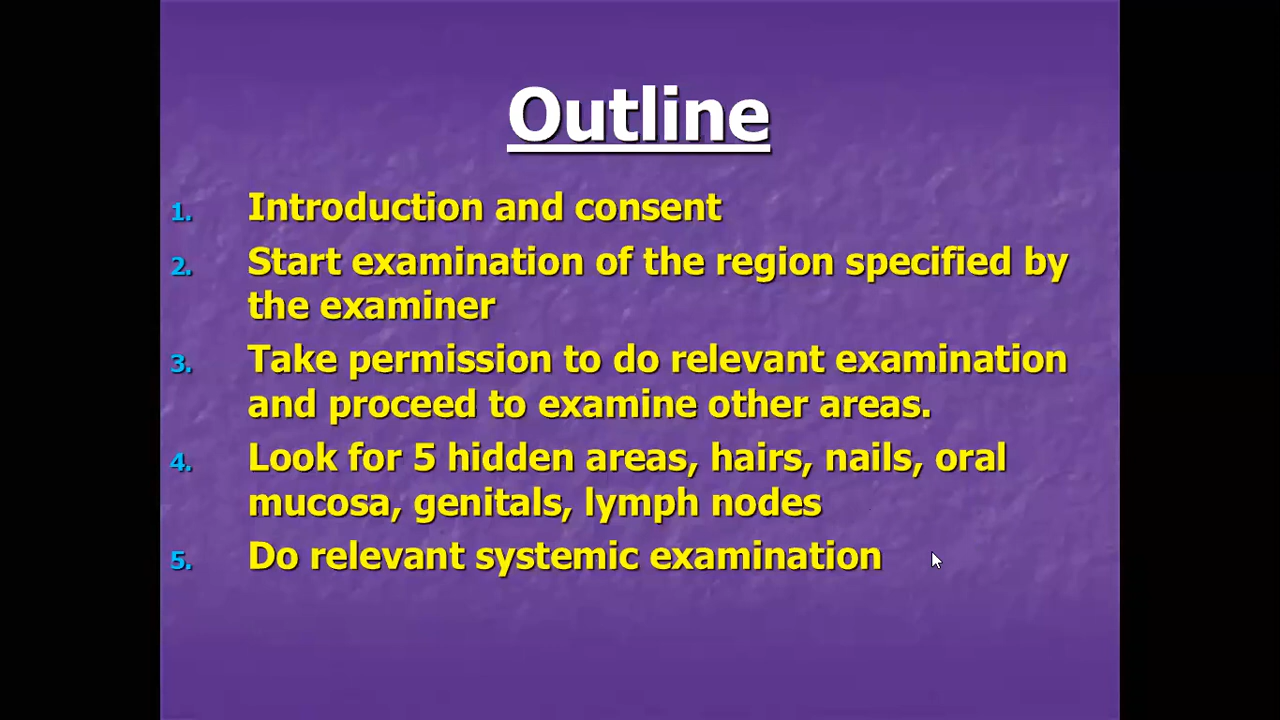 Outline
1. Introduction and consent
2. Start examination of the region specified by
the examiner
3. Take permission to do relevant examination
and proceed to examine other areas.
4. Look for 5 hidden areas, hairs, nails, oral
mucosa, genitals, lymph nodes
5. Do relevant systemic examination